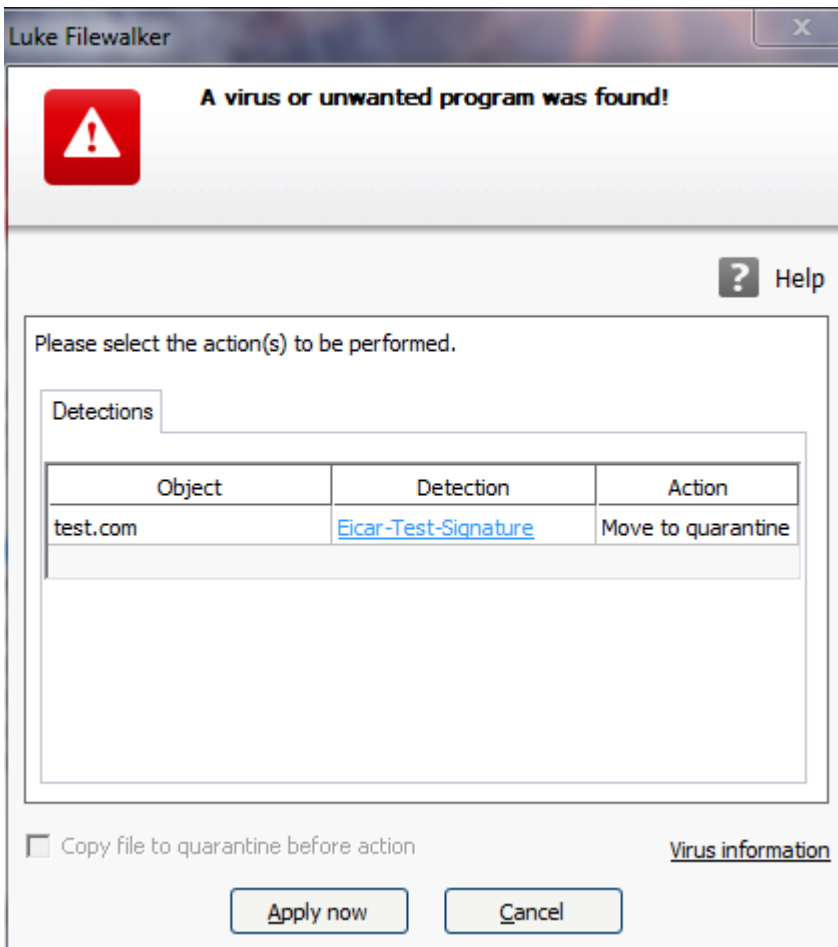 Luke Filewalker
X
A virus or unwanted program was found!
! 
? Help
Please select the action(s) to be performed.
Detections
Object Detection Action
test.com Eicar-Test-Signature Move to quarantine
Copy file to quarantine before action
Virus information
Apply now Cancel